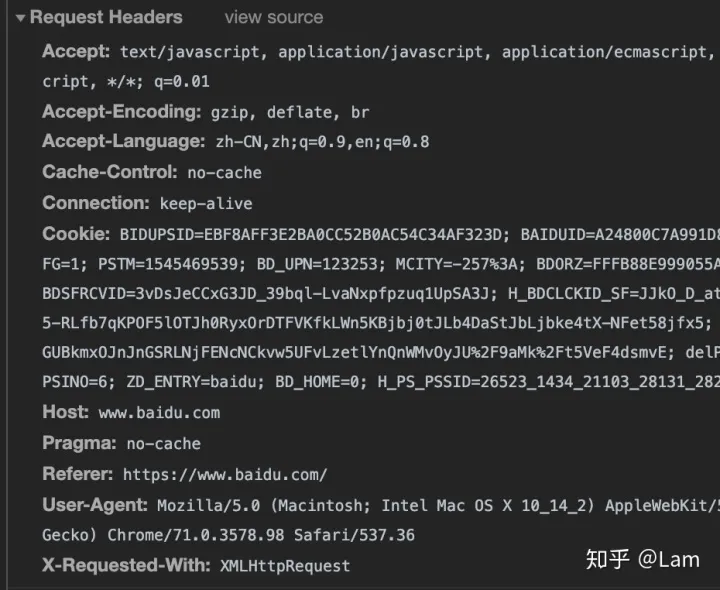 Request Headers view source
Accept: text/javascript, application/javascript, application/ecmascript,
cript, */*; q=0.01
Accept-Encoding: gzip, deflate, br
Accept-Language: zh-CN,zh;q=0.9,en;q=0.8
Cache-Control: no-cache
Connection: keep-alive
Cookie: BIDUPSID=EBF8AFF3E2BA0CC52B0AC54C34AF323D; BAIDUID=A24800C7A991D8
FG=1; PSTM=1545469539; BD_UPN=123253; MCITY=-257%3A; BDORZ=FFFB88E999055A
BDSFRCVID=3vDsJeCCxG3JD_39bql-LvaNxpfpzuq1UpSA3J; H_BDCLCKID_SF=JJkO_D_at
5-RLfb7qKPOF5lOTJh0RyxOrDTFVKfkLWn5KBjbj0tJLb4DaStJbLjbke4tX-NFet58jfx5;
GUBkmxOJnJnGSRLNjFENcNCkvw5UFvLzetlYnQnWMvOyJU%2F9aMk%2Ft5VeF4dsmvE; delP
PSINO=6; ZD_ENTRY=baidu; BD_HOME=0; H_PS_PSSID=26523_1434_21103_28131_282
Host: www.baidu.com
Pragma: no-cache
Referer: https://www.baidu.com/
User-Agent: Mozilla/5.0 (Macintosh; Intel Mac OS X 10_14_2) AppleWebKit/5
Gecko) Chrome/71.0.3578.98 Safari/537.36
X-Requested-With: XMLHttpRequest
知乎 @Lam